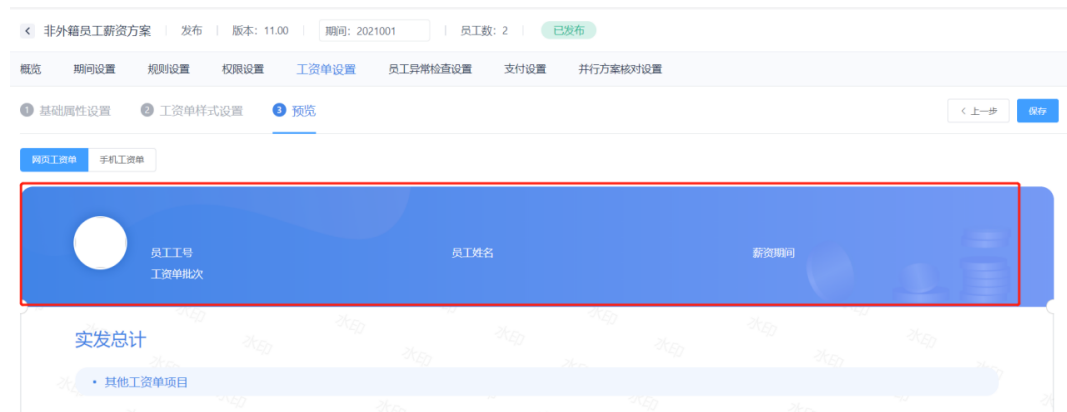 < 非外籍员工薪资方案 发布 版本: 11.00 期间: 2021001 员工数: 2 已发布
概览 期间设置 规则设置 权限设置 工资单设置 员工异常检查设置 支付设置 并行方案核对设置
1 基础属性设置 2 工资单样式设置 3 预览 < 上一步 保存
网页工资单 手机工资单
员工工号 员工姓名 薪资期间
工资单批次
实发总计
• 其他工资单项目
水印